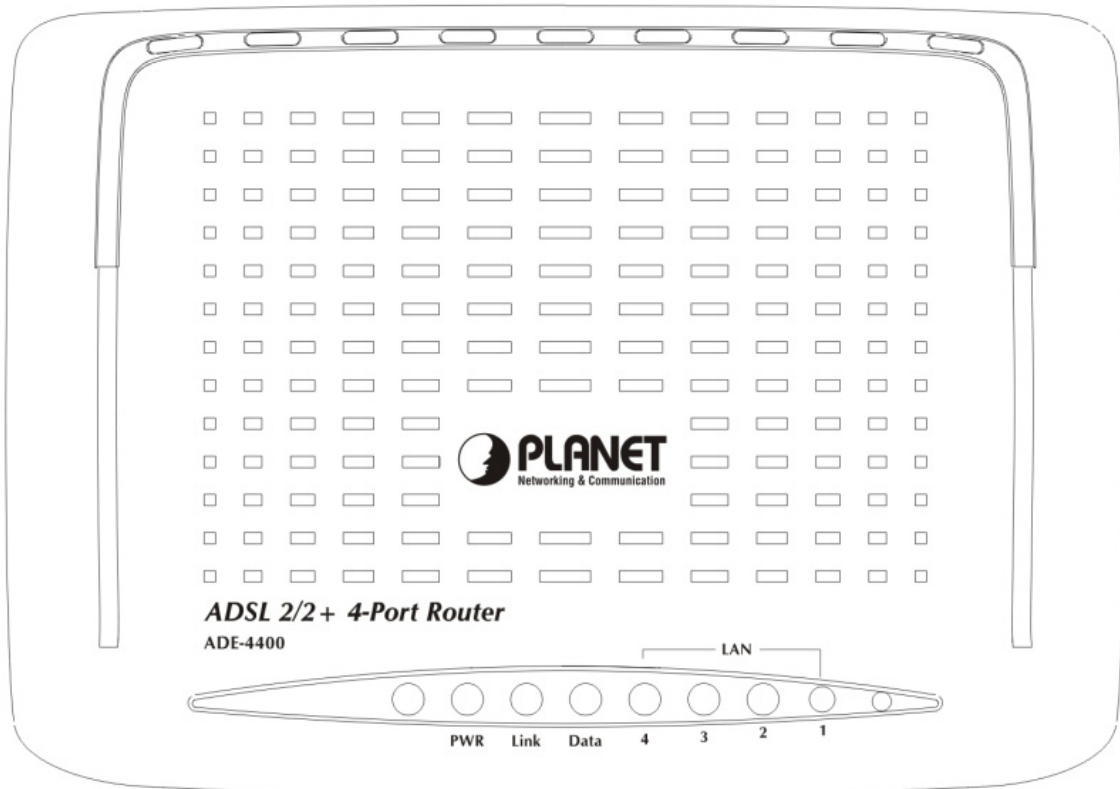 PLANET
Networking & Communication
ADSL 2/2+ 4-Port Router
ADE-4400
LAN
PWR Link Data 4 3 2 1